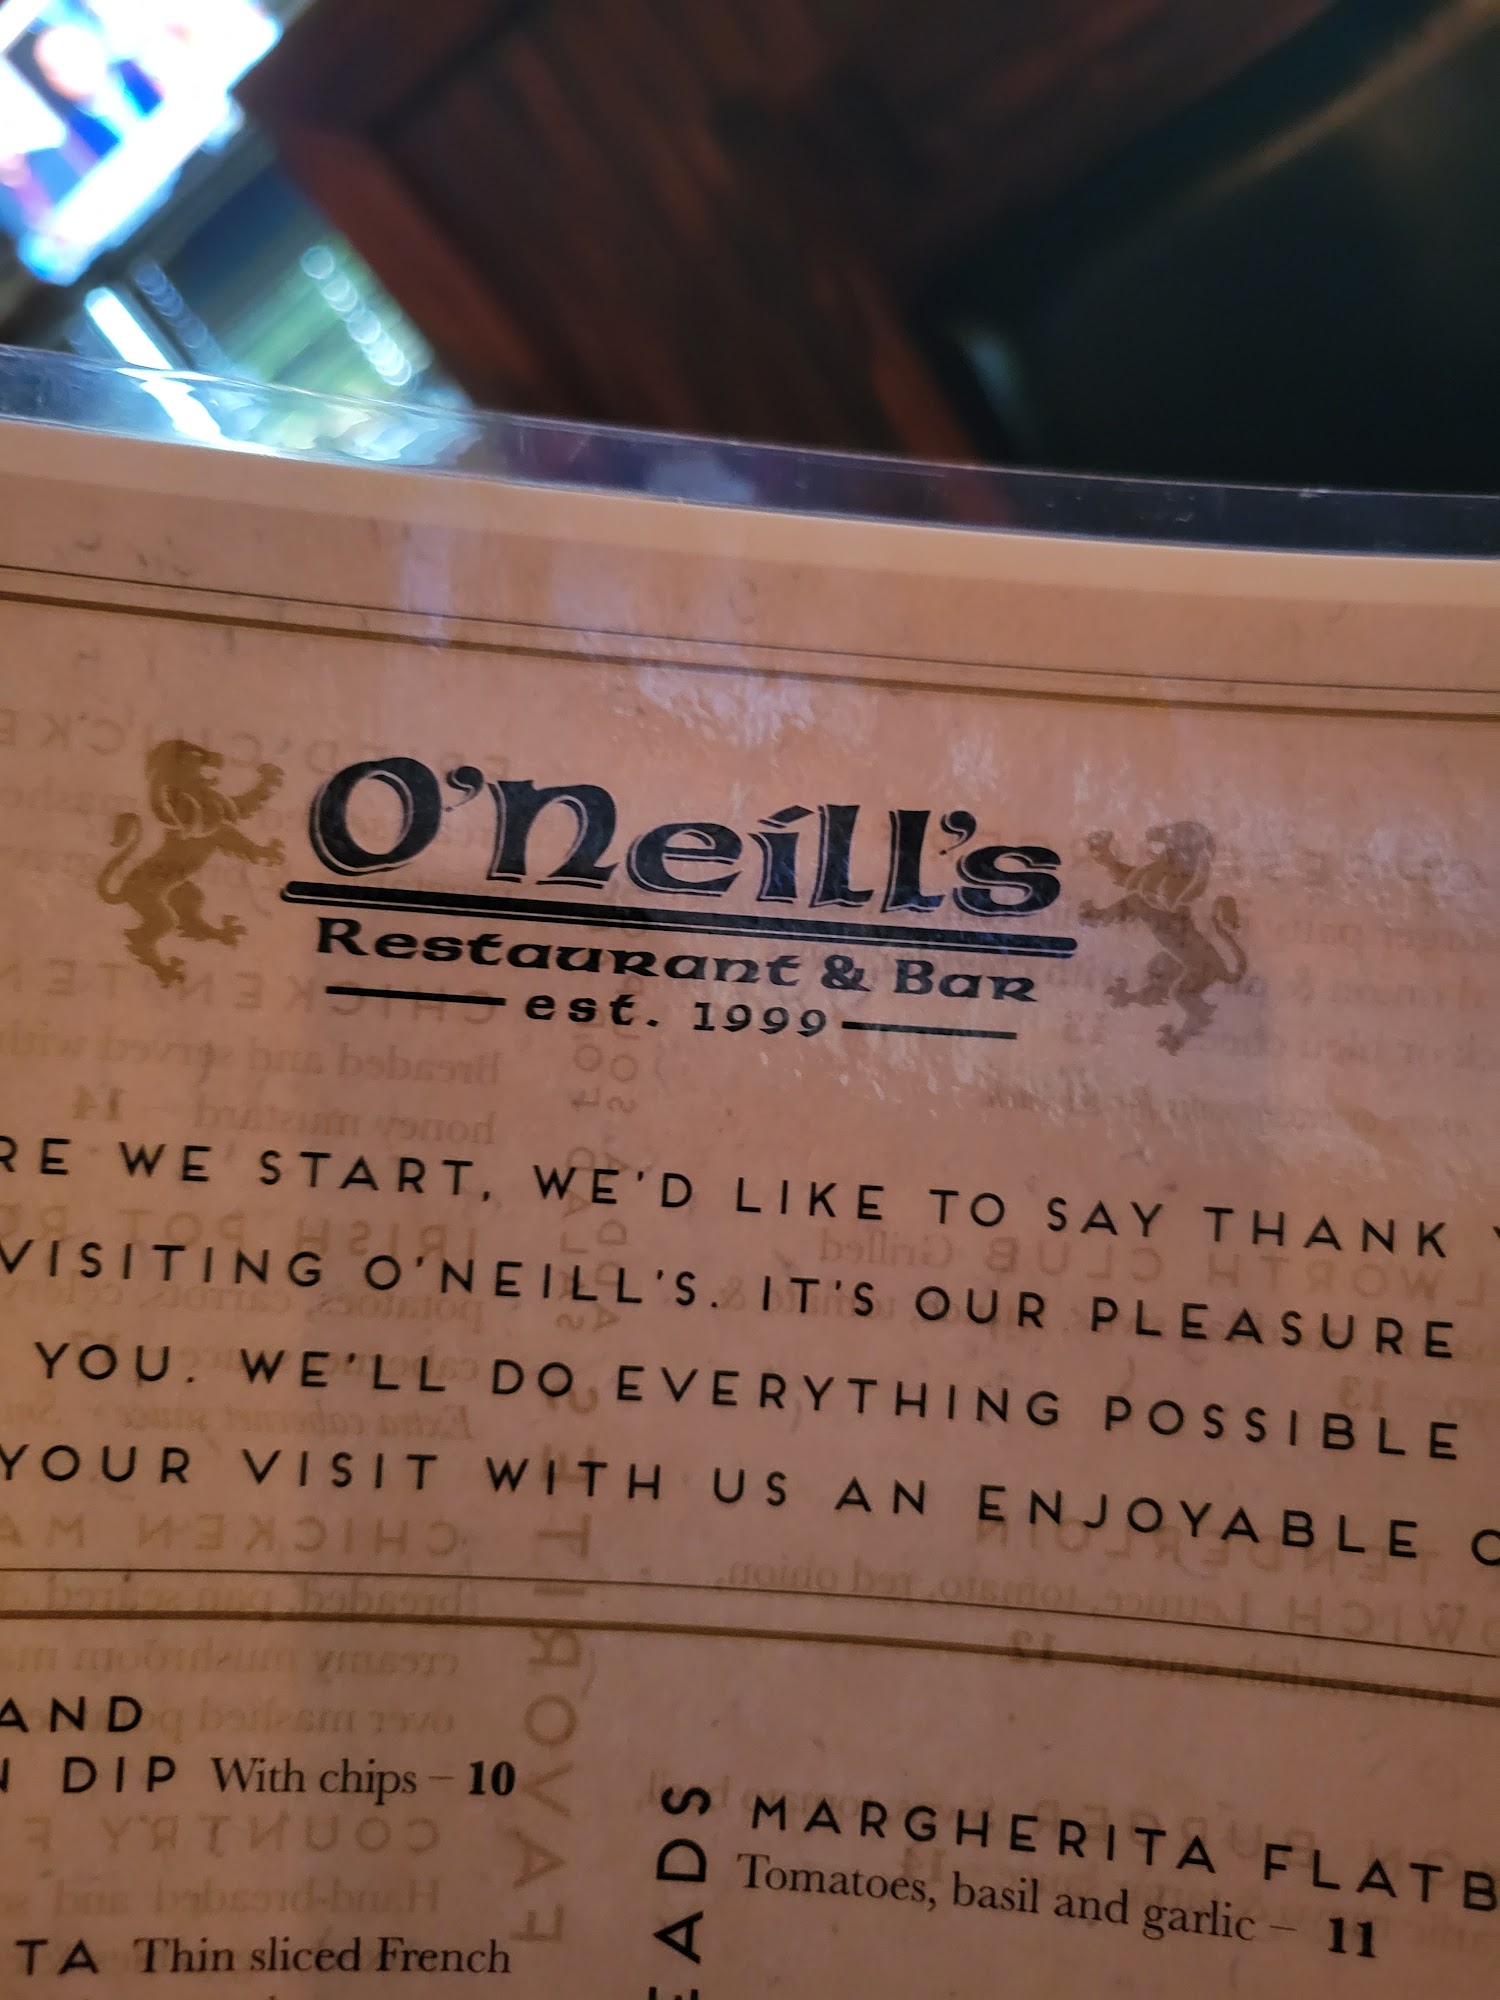 O'Neill's
Restaurant & Bar
est. 1999
RE WE START, WE'D LIKE TO SAY THANK
VISITING O'NEILL'S. IT'S OUR PLEASURE
YOU. WE'LL DO EVERYTHING POSSIBLE
YOUR VISIT WITH US AN ENJOYABLE
AND
DIP With chips – 10
TA Thin sliced French
EADS
MARGHERITA FLATB
Tomatoes, basil and garlic – 11